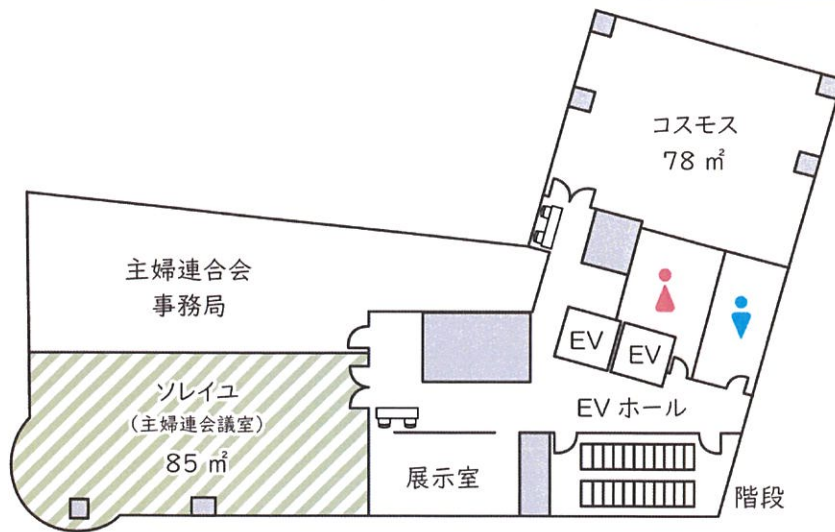 コスモス
78 ㎡
主婦連合会
事務局
EV
EV
ソレイユ
(主婦連会議室)
85 ㎡
EV ホール
展示室
階段